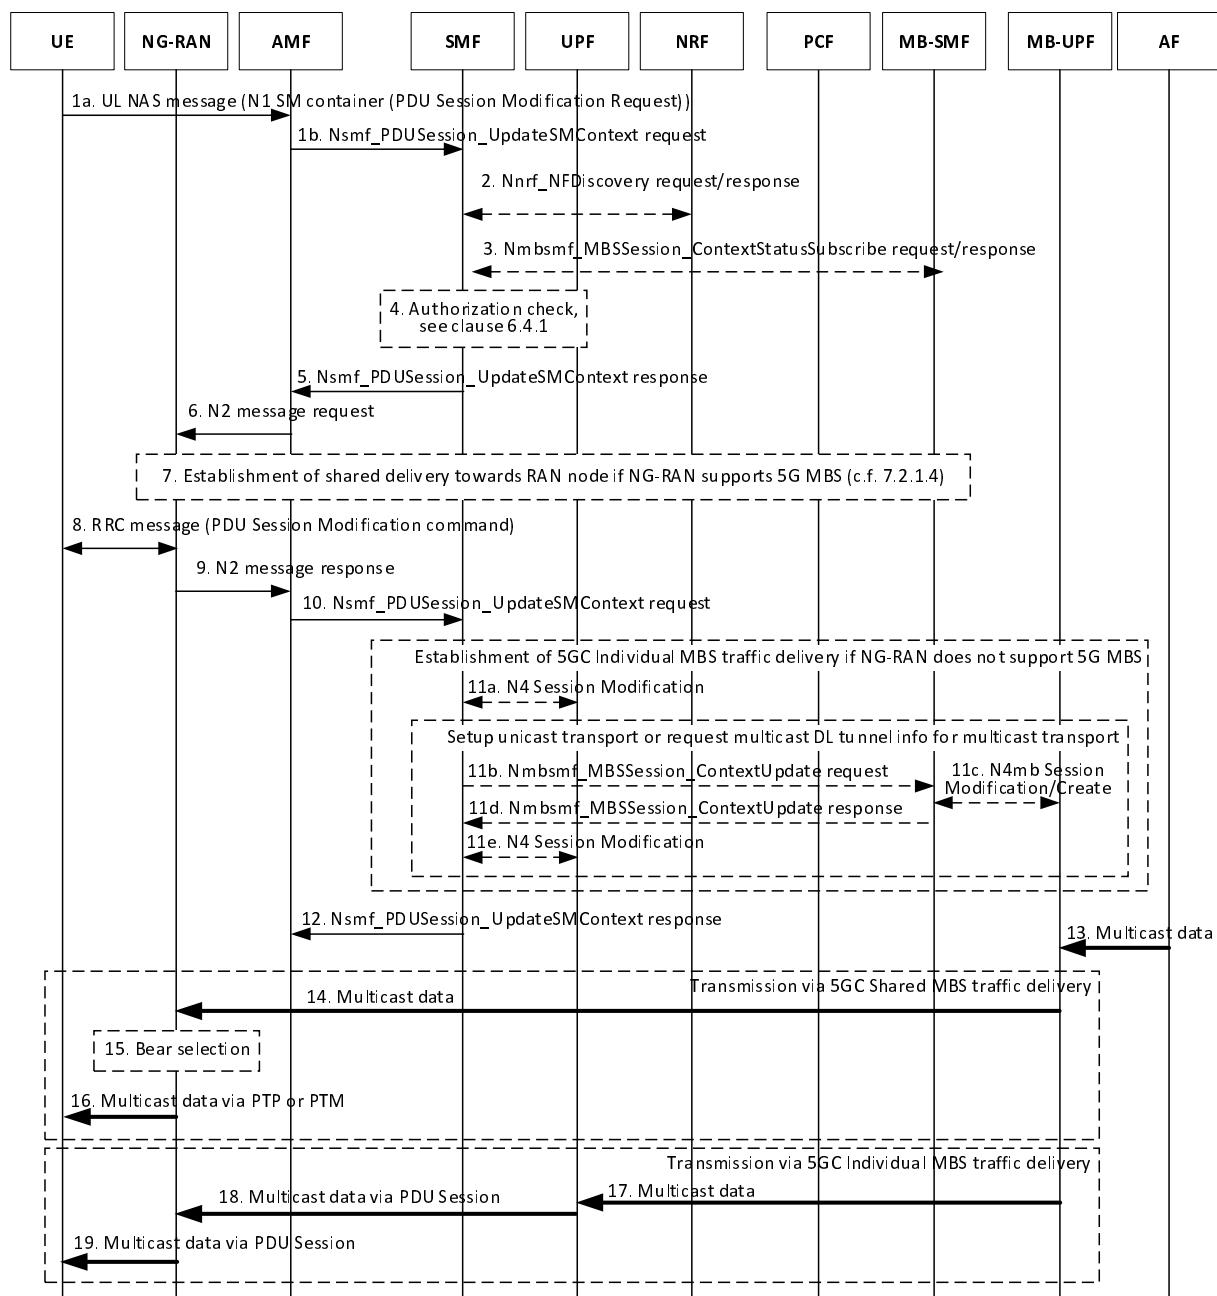 UE NG-RAN AMF SMF UPF NRF PCF MB-SMF MB-UPF AF
1a. UL NAS message (N1 SM container (PDU Session Modification Request))
1b. Nsmf_PDUSession_UpdateSMContext request
2. Nnrf_NFDiscovery request/response
3. Nmbsmf_MBSSession_ContextStatusSubscribe request/response
4. Authorization check,
see clause 6.4.1
5. Nsmf_PDUSession_UpdateSMContext response
6. N2 message request
7. Establishment of shared delivery towards RAN node if NG-RAN supports 5G MBS (c.f. 7.2.1.4)
8. RRC message (PDU Session Modification command)
9. N2 message response
10. Nsmf_PDUSession_UpdateSMContext request
Establishment of 5GC Individual MBS traffic delivery if NG-RAN does not support 5G MBS
11a. N4 Session Modification
Setup unicast transport or request multicast DL tunnel info for multicast transport
11b. Nmbsmf_MBSSession_ContextUpdate request
11c. N4mb Session
Modification/Create
11d. Nmbsmf_MBSSession_ContextUpdate response
11e. N4 Session Modification
12. Nsmf_PDUSession_UpdateSMContext response
13. Multicast data
Transmission via 5GC Shared MBS traffic delivery
14. Multicast data
15. Bear selection
16. Multicast data via PTP or PTM
Transmission via 5GC Individual MBS traffic delivery
17. Multicast data
18. Multicast data via PDU Session
19. Multicast data via PDU Session